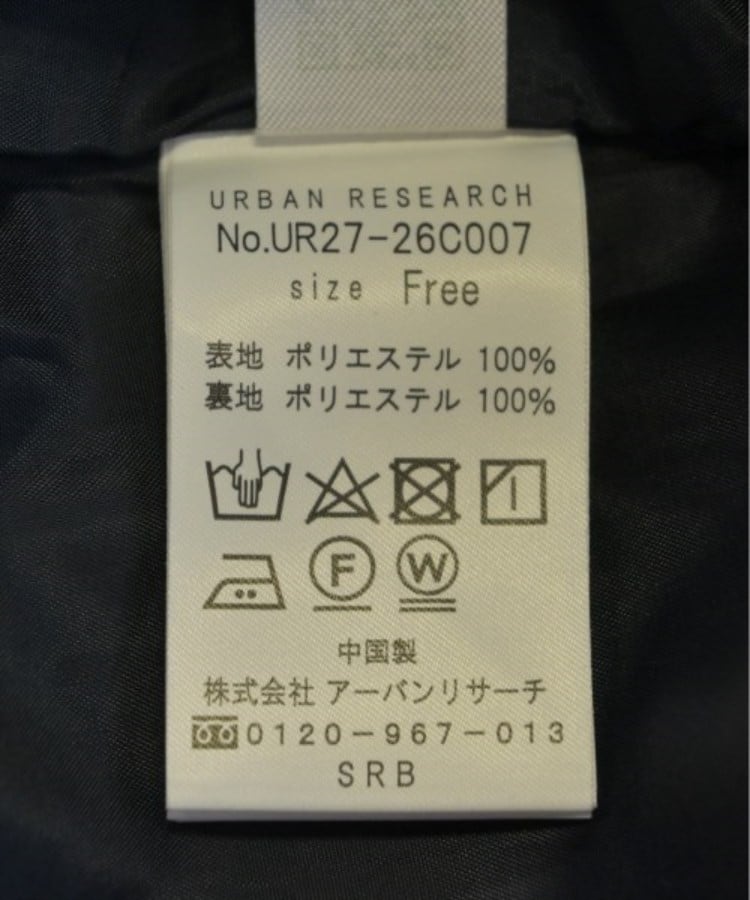 URBAN RESEARCH
No.UR27-26C007
size Free
表地 ポリエステル 100%
裏地 ポリエステル 100%
F W
中国製
株式会社 アーバンリサーチ
0120-967-013
SRB